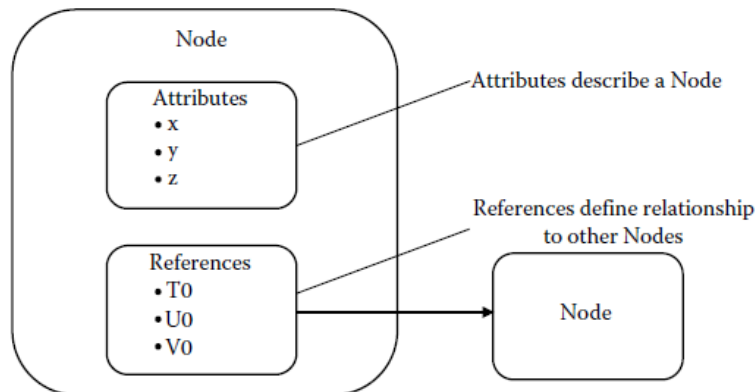 Node
Attributes
• x
• y
• z
Attributes describe a Node
References define relationship
to other Nodes
References
• T0
• U0
• V0
Node